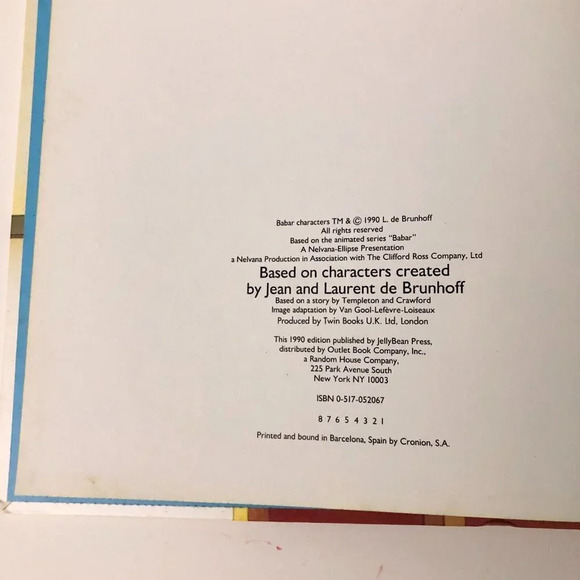 Babar characters TM & © 1990 L. de Brunhoff
All rights reserved
Based on the animated series "Babar"
A Nelvana-Ellipse Presentation
a Nelvana Production in Association with The Clifford Ross Company, Ltd
Based on characters created
by Jean and Laurent de Brunhoff
Based on a story by Templeton and Crawford
Image adaptation by Van Gool-Lefèvre-Loiseaux
Produced by Twin Books U.K. Ltd, London
This 1990 edition published by JellyBean Press,
distributed by Outlet Book Company, Inc.,
a Random House Company,
225 Park Avenue South
New York NY 10003
ISBN 0-517-052067
8 7 6 5 4 3 2 1
Printed and bound in Barcelona, Spain by Cronion, S.A.